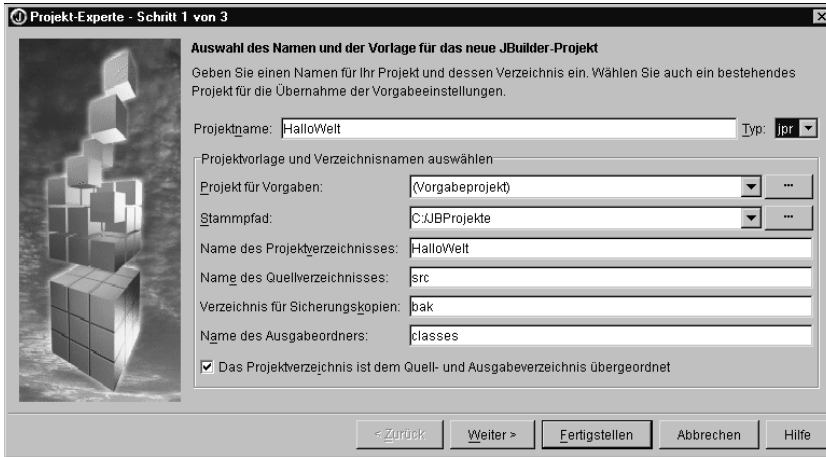 Projekt-Experte - Schritt 1 von 3
Auswahl des Namen und der Vorlage für das neue JBuilder-Projekt
Geben Sie einen Namen für Ihr Projekt und dessen Verzeichnis ein. Wählen Sie auch ein bestehendes
Projekt für die Übernahme der Vorgabeeinstellungen.
Projektname: HalloWelt Typ: jpr
Projektvorlage und Verzeichnisnamen auswählen
Projekt für Vorgaben: (Vorgabeprojekt) ...
Stammpfad: C:/JBProjekte ...
Name des Projektverzeichnisses: HalloWelt
Name des Quellverzeichnisses: src
Verzeichnis für Sicherungskopien: bak
Name des Ausgabeordners: classes
Das Projektverzeichnis ist dem Quell- und Ausgabeverzeichnis übergeordnet
< Zurück Weiter > Fertigstellen Abbrechen Hilfe